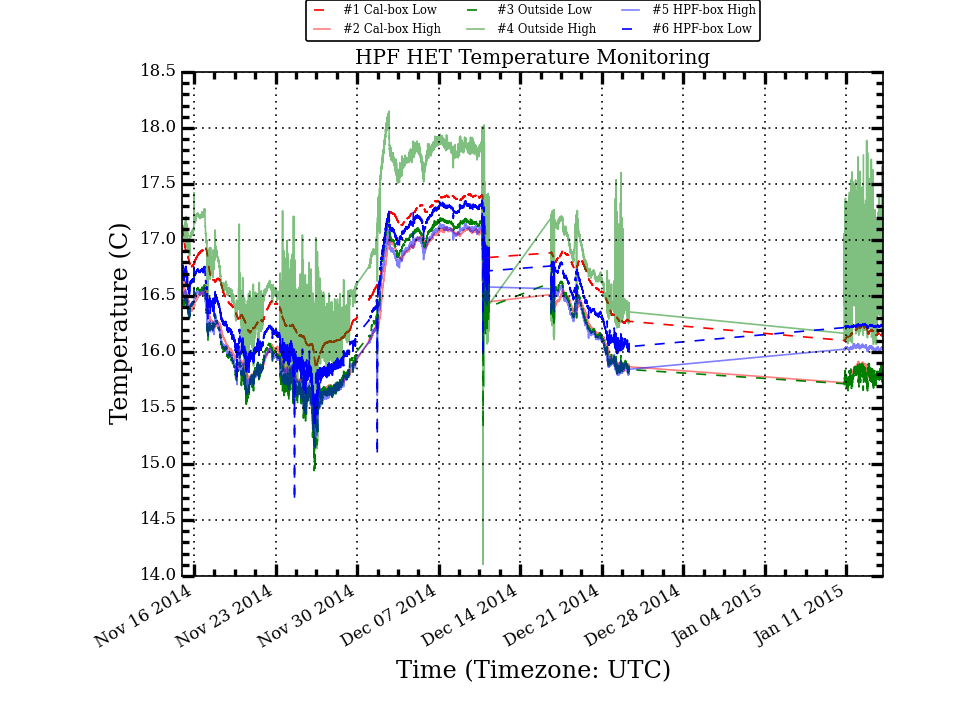 #1 Cal-box Low #3 Outside Low #5 HPF-box High
#2 Cal-box High #4 Outside High #6 HPF-box Low
HPF HET Temperature Monitoring
18.5
18.0
17.5
17.0
16.5
16.0
15.5
15.0
14.5
14.0
Temperature (C)
Nov 16 2014 Nov 23 2014 Nov 30 2014 Dec 07 2014 Dec 14 2014 Dec 21 2014 Dec 28 2014 Jan 04 2015 Jan 11 2015
Time (Timezone: UTC)